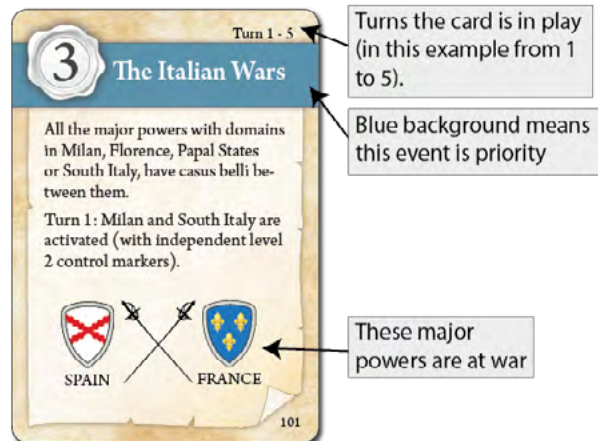 Turn 1 - 5
3
The Italian Wars
All the major powers with domains
in Milan, Florence, Papal States
or South Italy, have casus belli be-
tween them.
Turn 1: Milan and South Italy are
activated (with independent level
2 control markers).
SPAIN
FRANCE
101
Turns the card is in play
(in this example from 1
to 5).
Blue background means
this event is priority
These major
powers are at war